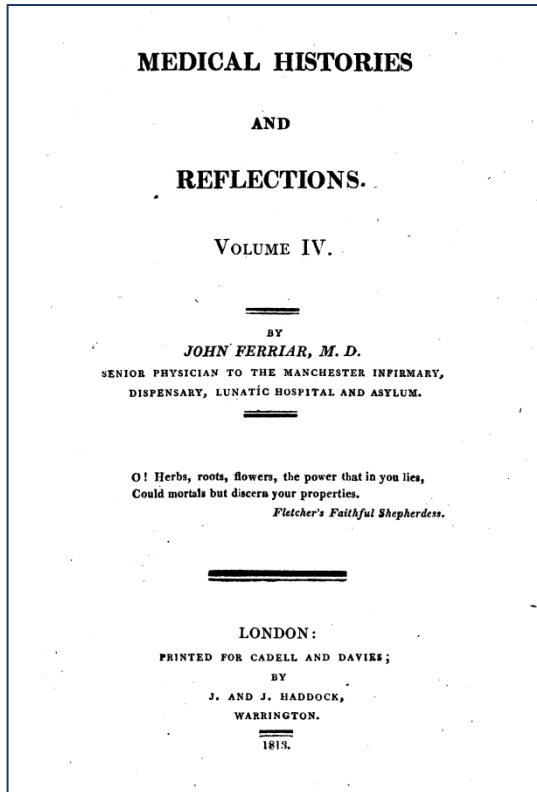 MEDICAL HISTORIES
AND
REFLECTIONS.
VOLUME IV.
BY
JOHN FERRIAR, M. D.
SENIOR PHYSICIAN TO THE MANCHESTER INFIRMARY,
DISPENSARY, LUNATIC HOSPITAL AND ASYLUM.
O! Herbs, roots, flowers, the power that in you lies,
Could mortals but discern your properties.
Fletcher's Faithful Shepherdess.
LONDON:
PRINTED FOR CADELL AND DAVIES;
BY
J. AND J. HADDOCK,
WARRINGTON.
1813.